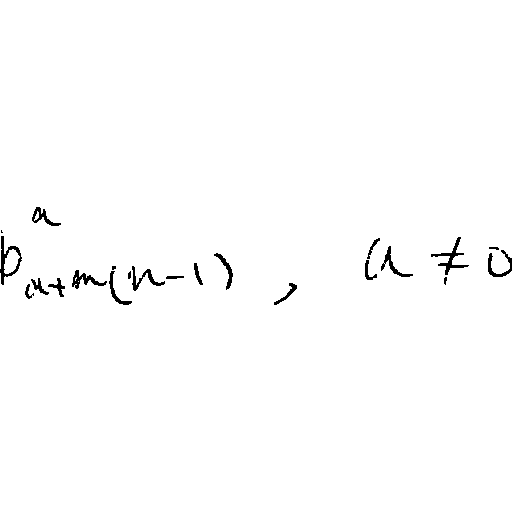 b^a_{a+m(n-1)} , a ≠ 0